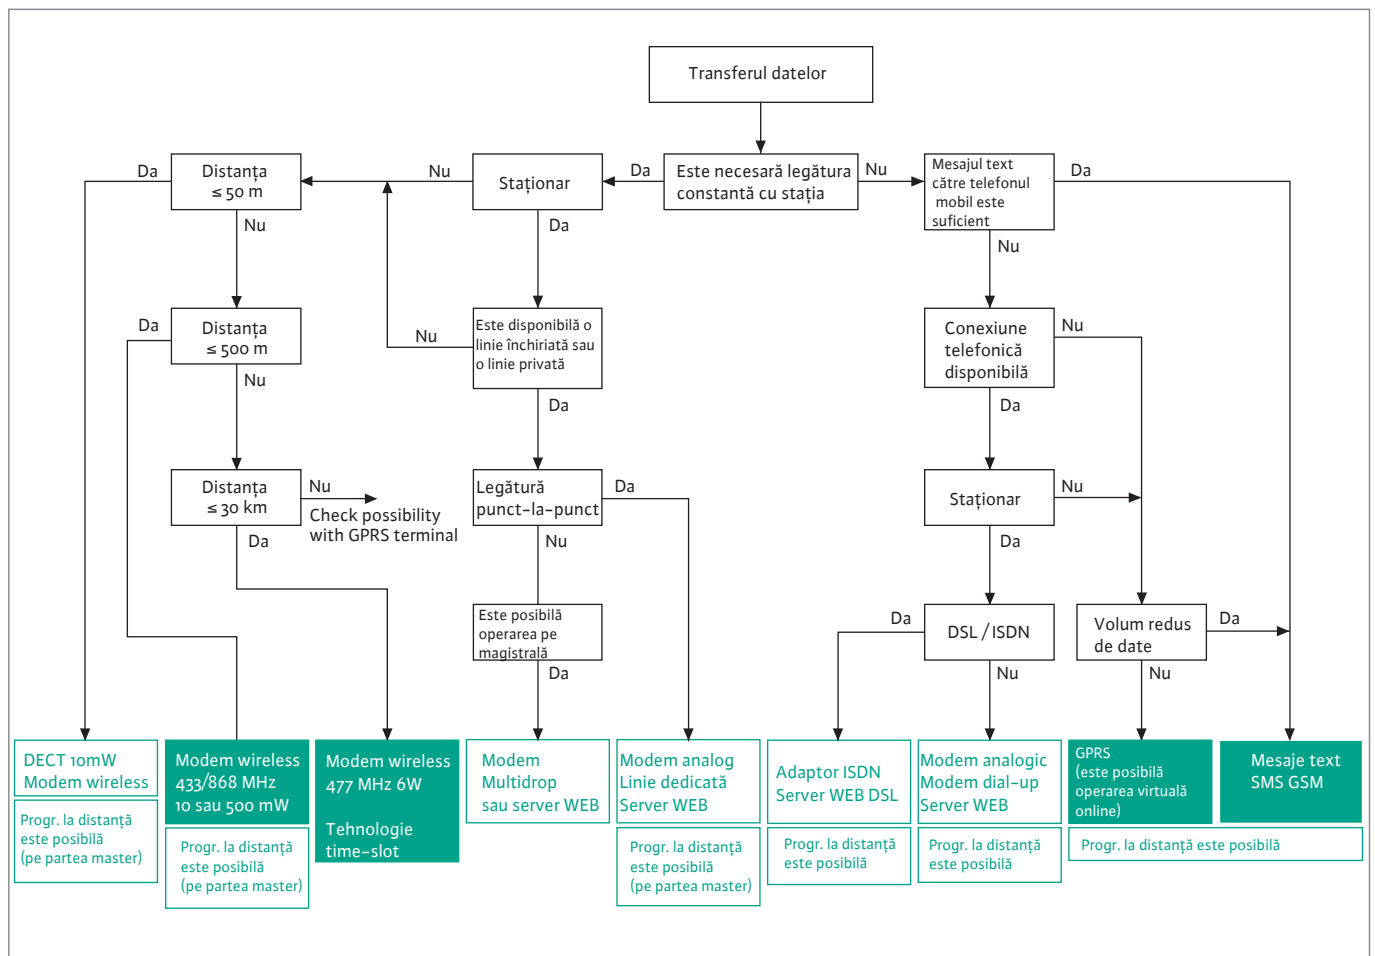 Transferul datelor
Da
Distanța
≤ 50 m
Nu
Staționar
Da
Este necesară legătura
constantă cu stația
Nu
Mesajul text
către telefonul
mobil este
suficient
Da
Nu
Da
Nu
Da
Distanța
≤ 500 m
Nu
Este disponibilă o
linie închiriată sau
o linie privată
Conexiune
telefonică
disponibilă
Nu
Nu
Da
Da
Distanța
≤ 30 km
Nu
Check possibility
with GPRS terminal
Legătură
punct-la-punct
Da
Staționar
Nu
Da
Nu
Da
Este posibilă
operarea pe
magistrală
Da
Da
DSL / ISDN
Nu
Volum redus
de date
Da
Nu
DECT 10mW
Modem wireless
Progr. la distanță
este posibilă
(pe partea master)
Modem wireless
433/868 MHz
10 sau 500 mW
Progr. la distanță
este posibilă
(pe partea master)
Modem wireless
477 MHz 6W
Tehnologie
time-slot
Modem
Multidrop
sau server WEB
Modem analog
Linie dedicată
Server WEB
Progr. la distanță
este posibilă
(pe partea master)
Adaptor ISDN
Server WEB DSL
Progr. la distanță
este posibilă
Modem analogic
Modem dial-up
Server WEB
Progr. la distanță
este posibilă
GPRS
(este posibilă
operarea virtuală
online)
Mesaje text
SMS GSM
Progr. la distanță este posibilă